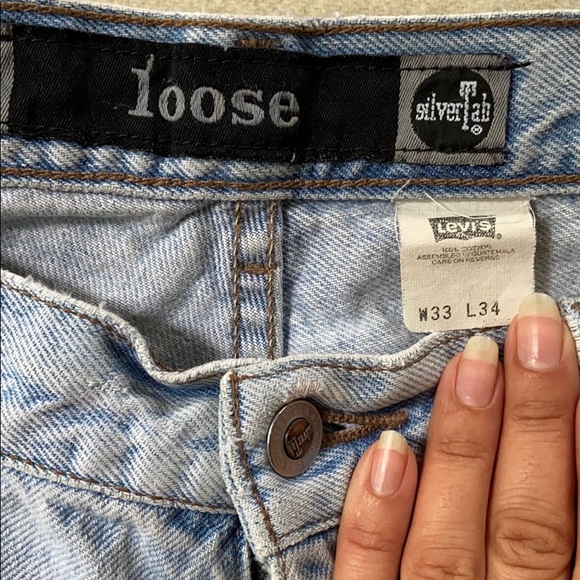 loose
silverTab
®
Levi's
®
100% COTTON
ASSEMBLED IN GUATEMALA
CARE ON REVERSE
W33 L34